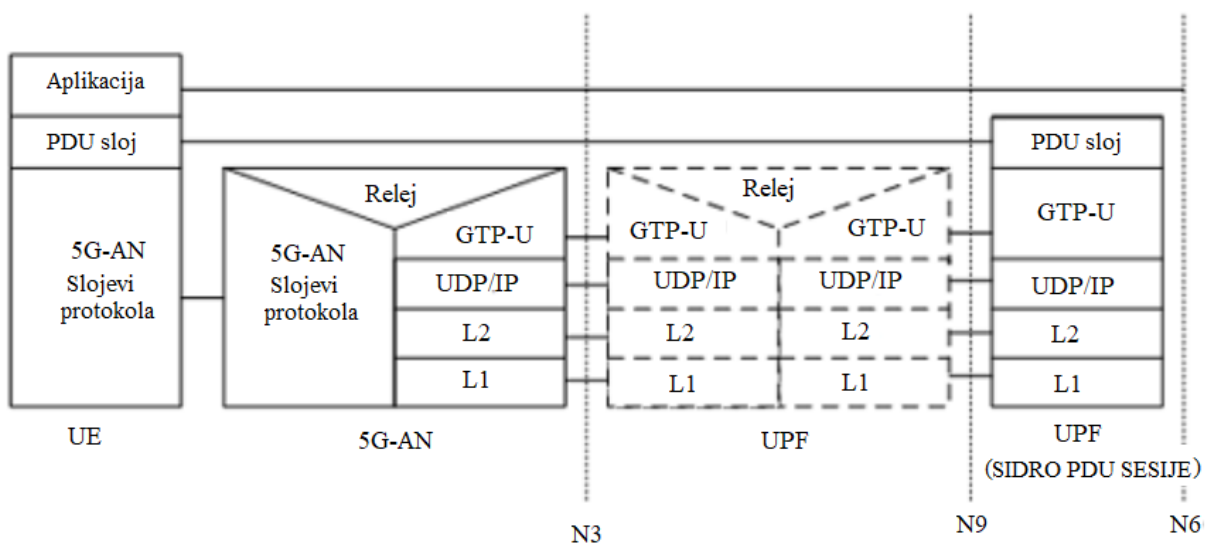 Aplikacija
PDU sloj
5G-AN
Slojevi
protokola
UE
Relej
5G-AN
Slojevi
protokola
GTP-U
UDP/IP
L2
L1
5G-AN
N3
Relej
GTP-U
GTP-U
UDP/IP
UDP/IP
L2
L2
L1
L1
UPF
N9
PDU sloj
GTP-U
UDP/IP
L2
L1
UPF
(SIDRO PDU SESIJE)
N6